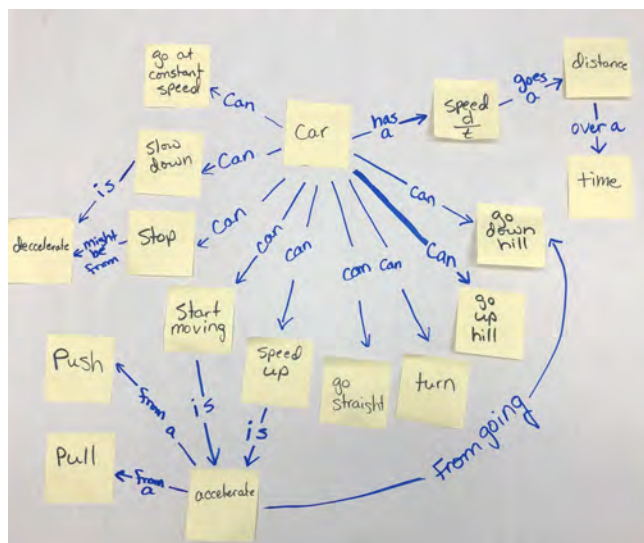 go at
constant
speed
can
Car
has
a
speed
d
t
goes
a
distance
over a
time
slow
down
can
is
deccelerate
might
be
from
Stop
can
can
Start
moving
can
speed
up
can
go
straight
can
turn
can
go
up
hill
can
go
down
hill
is
is
accelerate
from a
Push
from
a
Pull
From going